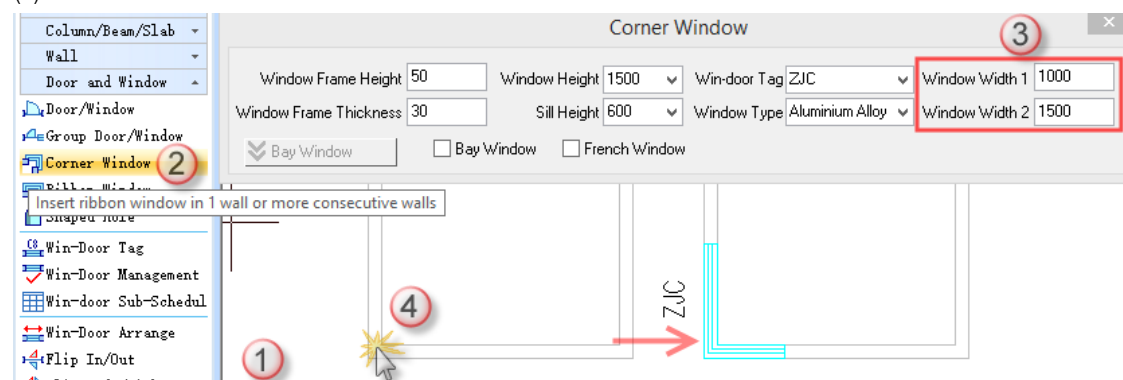 Column/Beam/Slab
Wall
Door and Window
Door/Window
Group Door/Window
Corner Window
2
Insert ribbon window in 1 wall or more consecutive walls
Win-Door Tag
Win-Door Management
Win-door Sub-Schedul
Win-Door Arrange
Flip In/Out
1
Corner Window
3
Window Frame Height 50
Window Height 1500
Win-door Tag ZJC
Window Width 1 1000
Window Frame Thickness 30
Sill Height 600
Window Type Aluminium Alloy
Window Width 2 1500
Bay Window
Bay Window
French Window
4
ZJC